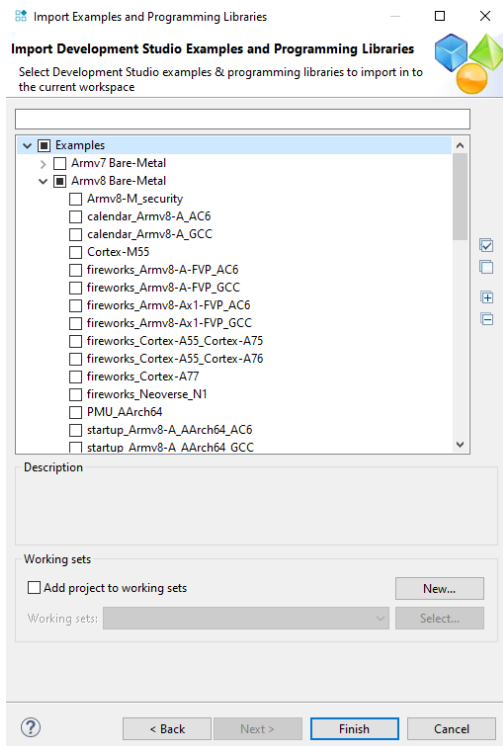 Import Examples and Programming Libraries
Import Development Studio Examples and Programming Libraries
Select Development Studio examples & programming libraries to import in to
the current workspace
Examples
Armv7 Bare-Metal
Armv8 Bare-Metal
Armv8-M_security
calendar_Armv8-A_AC6
calendar_Armv8-A_GCC
Cortex-M55
fireworks_Armv8-A-FVP_AC6
fireworks_Armv8-A-FVP_GCC
fireworks_Armv8-Ax1-FVP_AC6
fireworks_Armv8-Ax1-FVP_GCC
fireworks_Cortex-A55_Cortex-A75
fireworks_Cortex-A55_Cortex-A76
fireworks_Cortex-A77
fireworks_Neoverse_N1
PMU_AArch64
startup_Armv8-A_AArch64_AC6
startup_Armv8-A_AArch64_GCC
Description
Working sets
Add project to working sets
New...
Working sets:
Select...
?
< Back
Next >
Finish
Cancel